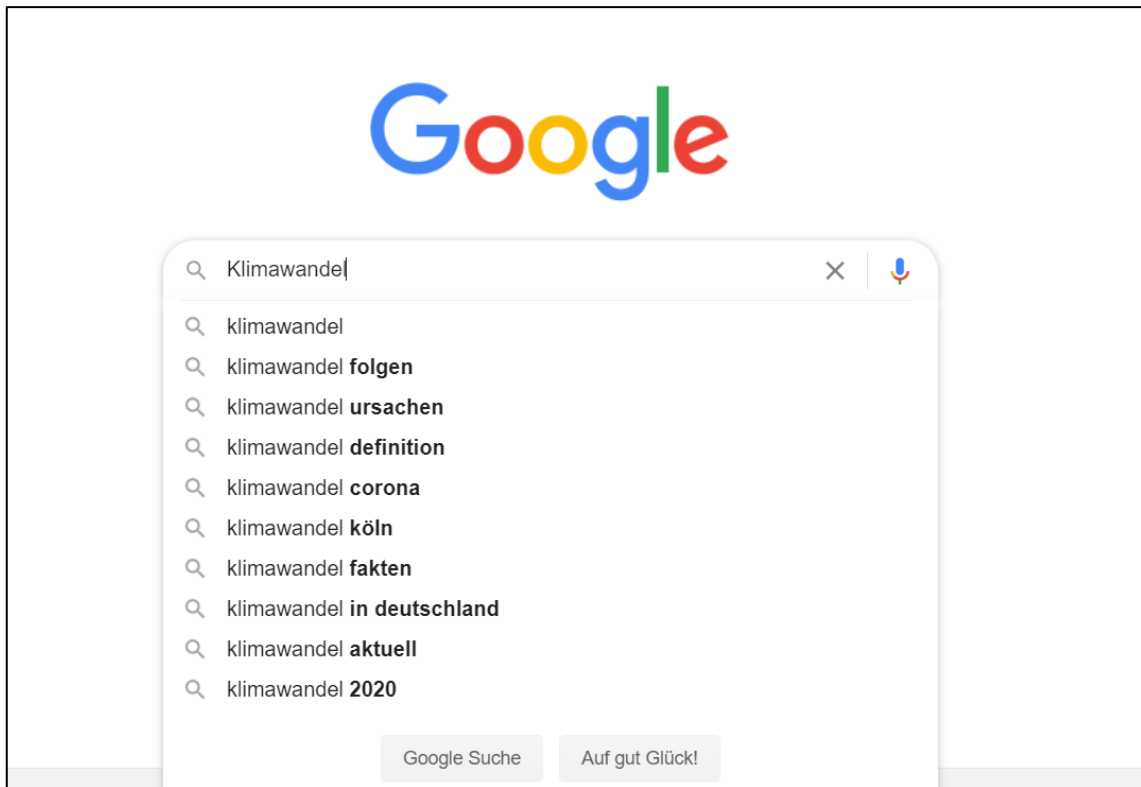 Google
Klimawandel
klimawandel
klimawandel folgen
klimawandel ursachen
klimawandel definition
klimawandel corona
klimawandel köln
klimawandel fakten
klimawandel in deutschland
klimawandel aktuell
klimawandel 2020
Google Suche Auf gut Glück!